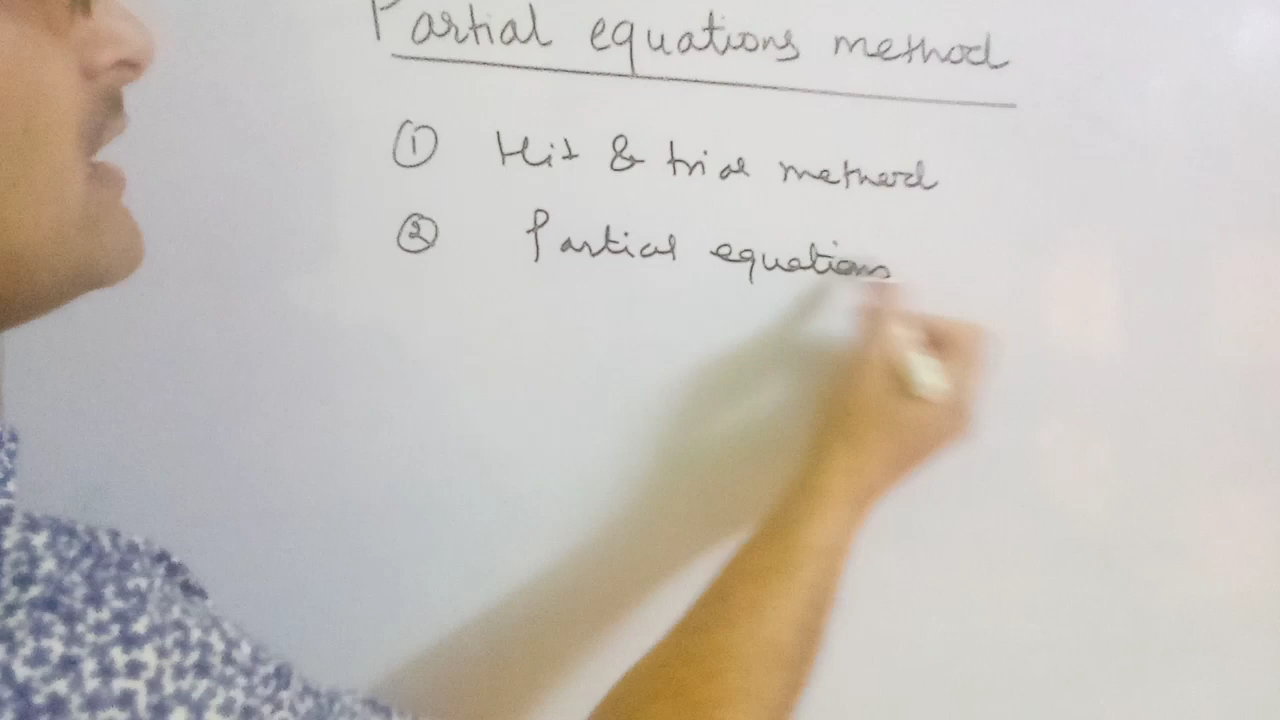 Partial equations method
① Hit & trial method
② Partial equations